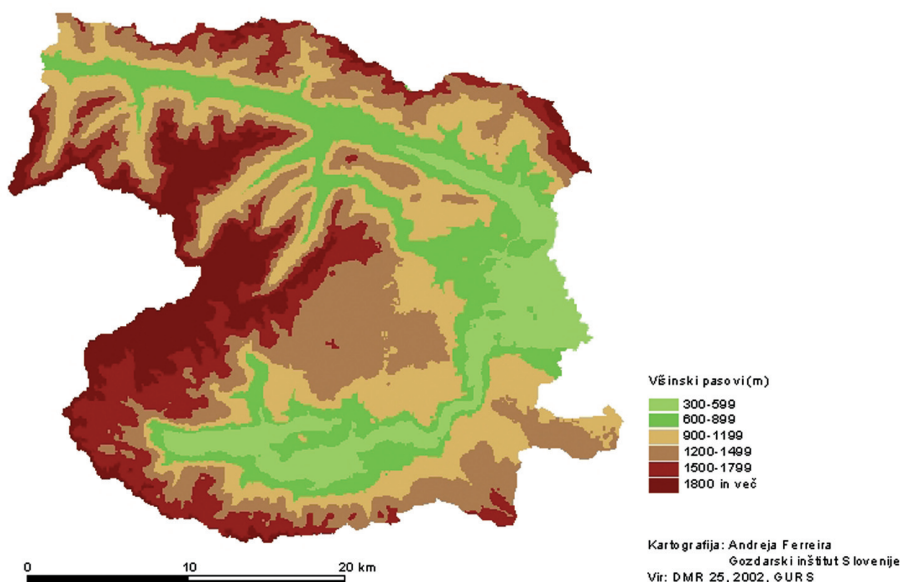 Višinski pasovi (m)
300-599
600-899
900-1199
1200-1499
1500-1799
1800 in več
0 10 20 km
Kartografija: Andreja Ferreira
Gozdarski inštitut Slovenije
Vir: DMR 25, 2002, GURS